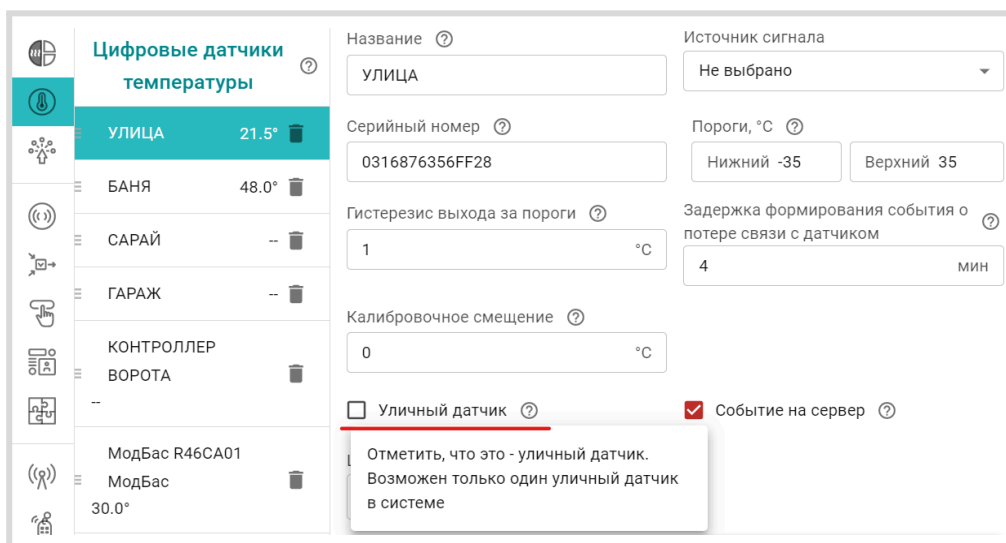 Цифровые датчики
температуры
УЛИЦА 21.5°
БАНЯ 48.0°
САРАЙ --
ГАРАЖ --
КОНТРОЛЛЕР
ВОРОТА
--
МодБас R46CA01
МодБас
30.0°
Название
УЛИЦА
Источник сигнала
Не выбрано
Серийный номер
0316876356FF28
Пороги, °C
Нижний -35
Верхний 35
Гистерезис выхода за пороги
1 °C
Задержка формирования события о
потере связи с датчиком
4 мин
Калибровочное смещение
0 °C
Уличный датчик
Событие на сервер
Отметить, что это - уличный датчик.
Возможен только один уличный датчик
в системе